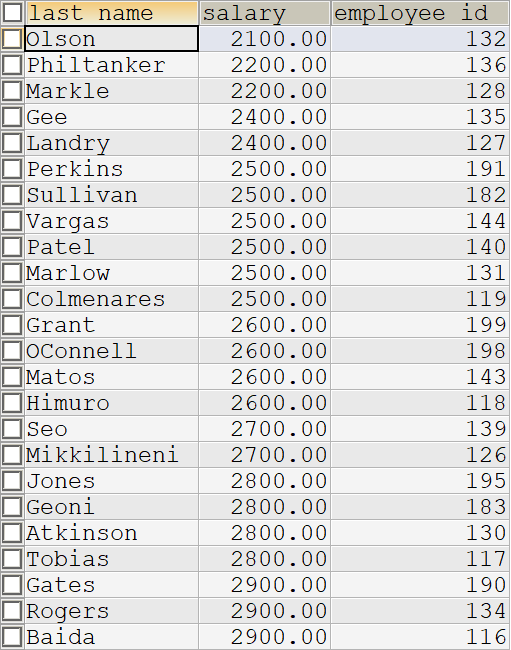 last name salary employee id
Olson 2100.00 132
Philtanker 2200.00 136
Markle 2200.00 128
Gee 2400.00 135
Landry 2400.00 127
Perkins 2500.00 191
Sullivan 2500.00 182
Vargas 2500.00 144
Patel 2500.00 140
Marlow 2500.00 131
Colmenares 2500.00 119
Grant 2600.00 199
OConnell 2600.00 198
Matos 2600.00 143
Himuro 2600.00 118
Seo 2700.00 139
Mikkilineni 2700.00 126
Jones 2800.00 195
Geoni 2800.00 183
Atkinson 2800.00 130
Tobias 2800.00 117
Gates 2900.00 190
Rogers 2900.00 134
Baida 2900.00 116